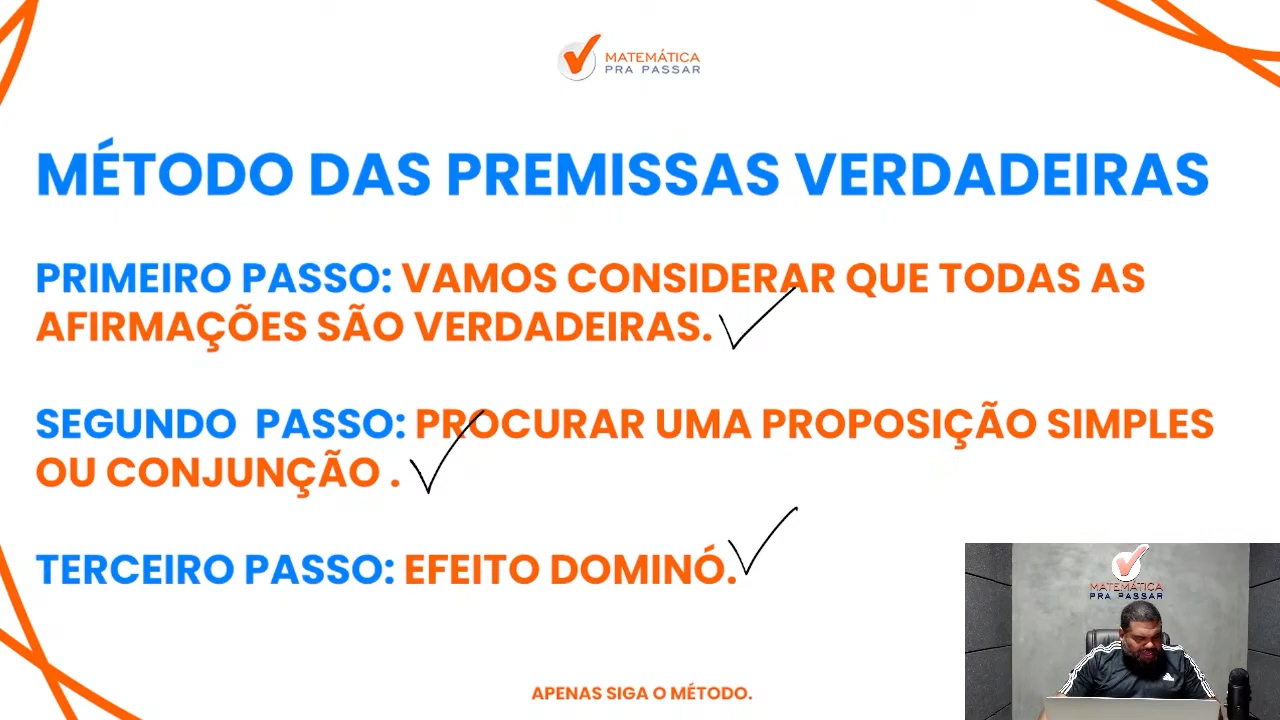 MATEMÁTICA
PRA PASSAR
MÉTODO DAS PREMISSAS VERDADEIRAS
PRIMEIRO PASSO: VAMOS CONSIDERAR QUE TODAS AS
AFIRMAÇÕES SÃO VERDADEIRAS.
SEGUNDO PASSO: PROCURAR UMA PROPOSIÇÃO SIMPLES
OU CONJUNÇÃO .
TERCEIRO PASSO: EFEITO DOMINÓ.
MATEMÁTICA
PRA PASSAR
APENAS SIGA O MÉTODO.